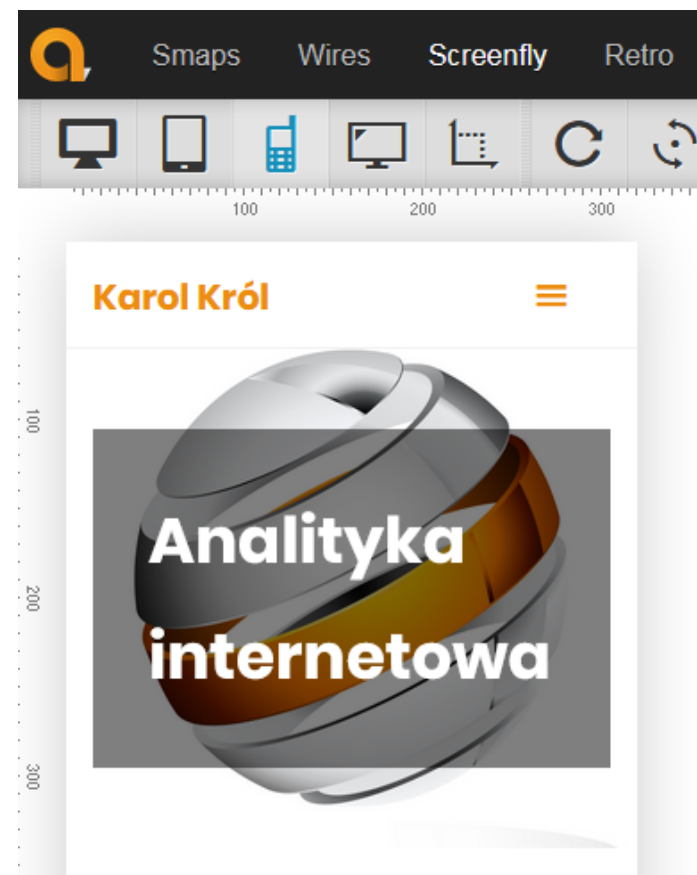 Smaps Wires Screenfly Retro
100 200 300
Karol Król
100
Analityka
200
internetowa
300